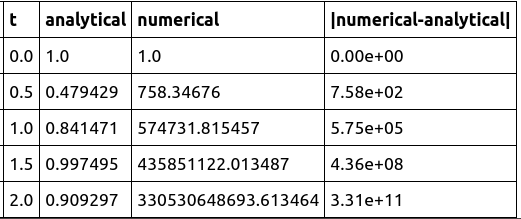 t analytical numerical |numerical-analytical|
0.0 1.0 1.0 0.00e+00
0.5 0.479429 758.34676 7.58e+02
1.0 0.841471 574731.815457 5.75e+05
1.5 0.997495 435851122.013487 4.36e+08
2.0 0.909297 330530648693.613464 3.31e+11